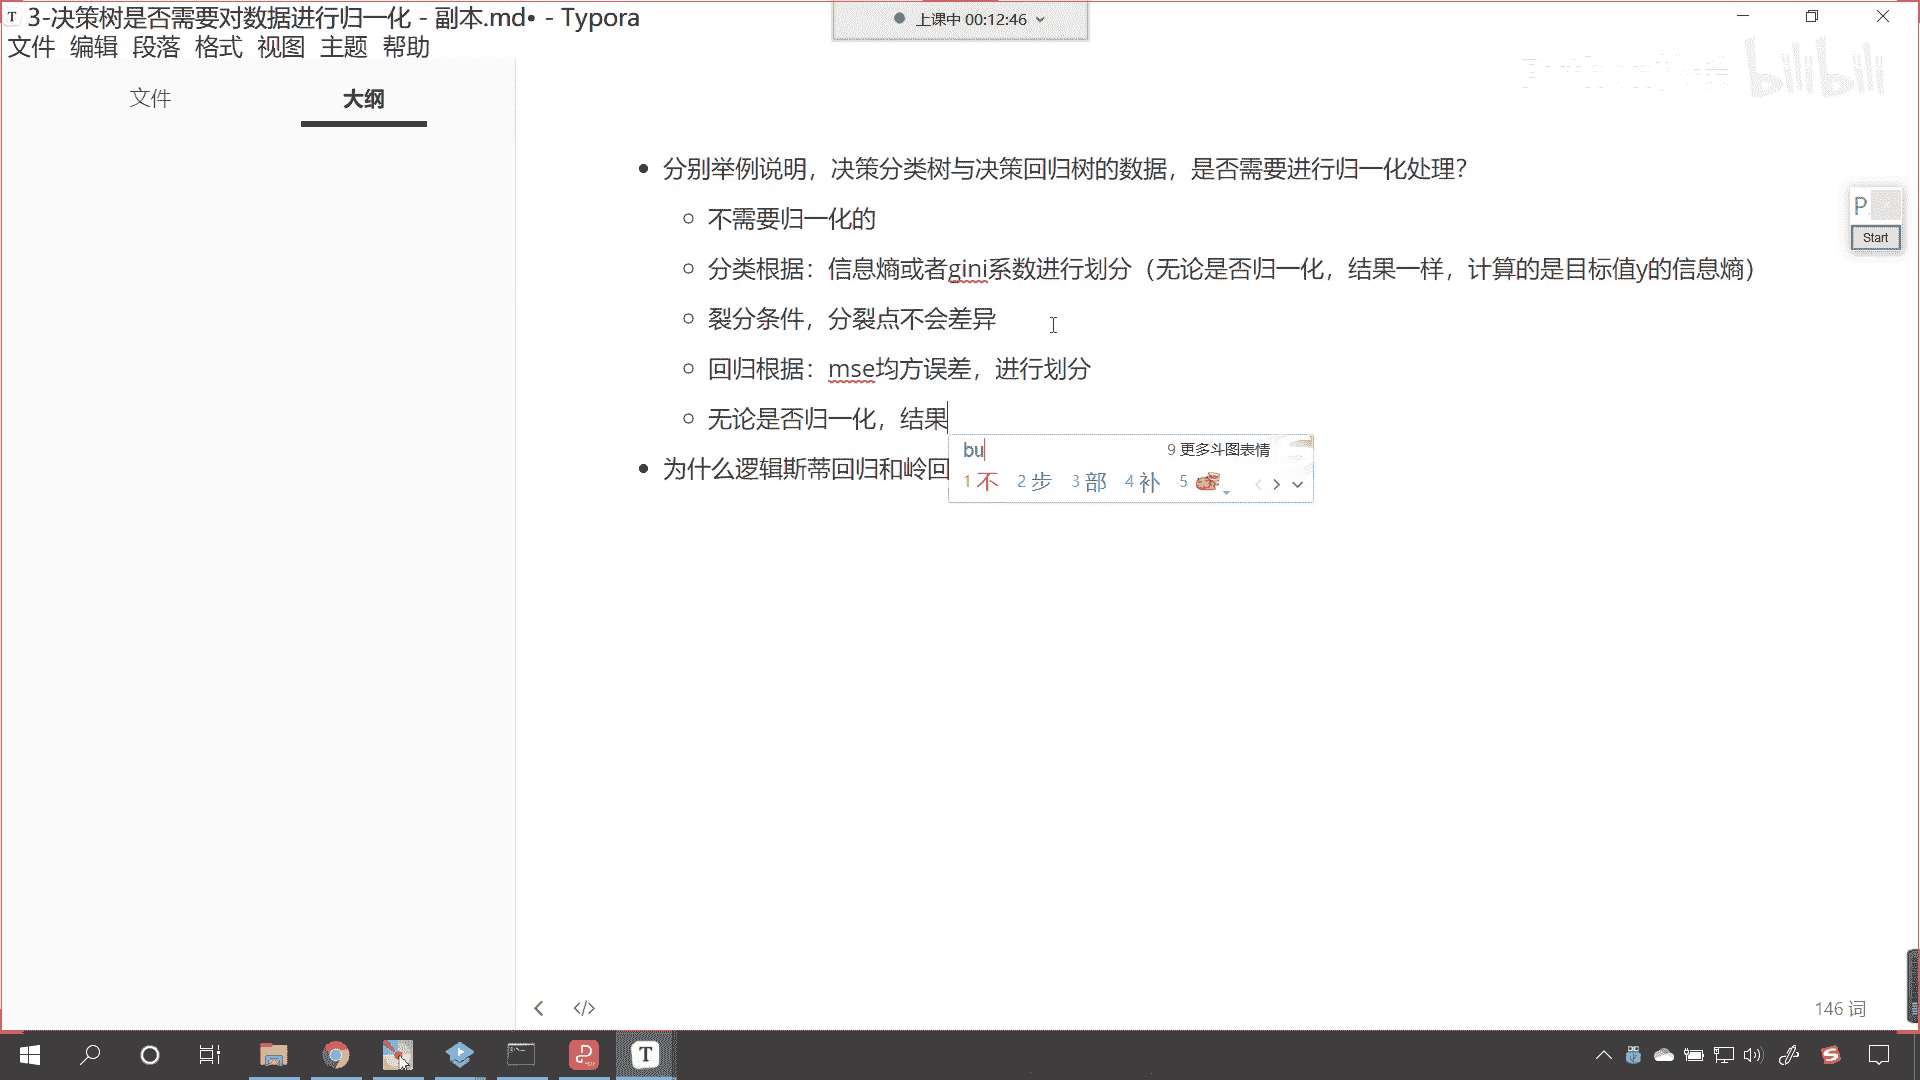 3-决策树是否需要对数据进行归一化 - 副本.md• - Typora
上课中 00:12:46
文件 编辑 段落 格式 视图 主题 帮助
文件 大纲
bilibili
分别举例说明，决策分类树与决策回归树的数据，是否需要进行归一化处理？
不需要归一化的
分类根据：信息熵或者gini系数进行划分（无论是否归一化，结果一样，计算的是目标值y的信息熵）
裂分条件，分裂点不会差异
回归根据：mse均方误差，进行划分
无论是否归一化，结果
bu 9 更多斗图表情
1 不 2 步 3 部 4 补 5
为什么逻辑斯蒂回归和岭回
P
Start
</> 146 词